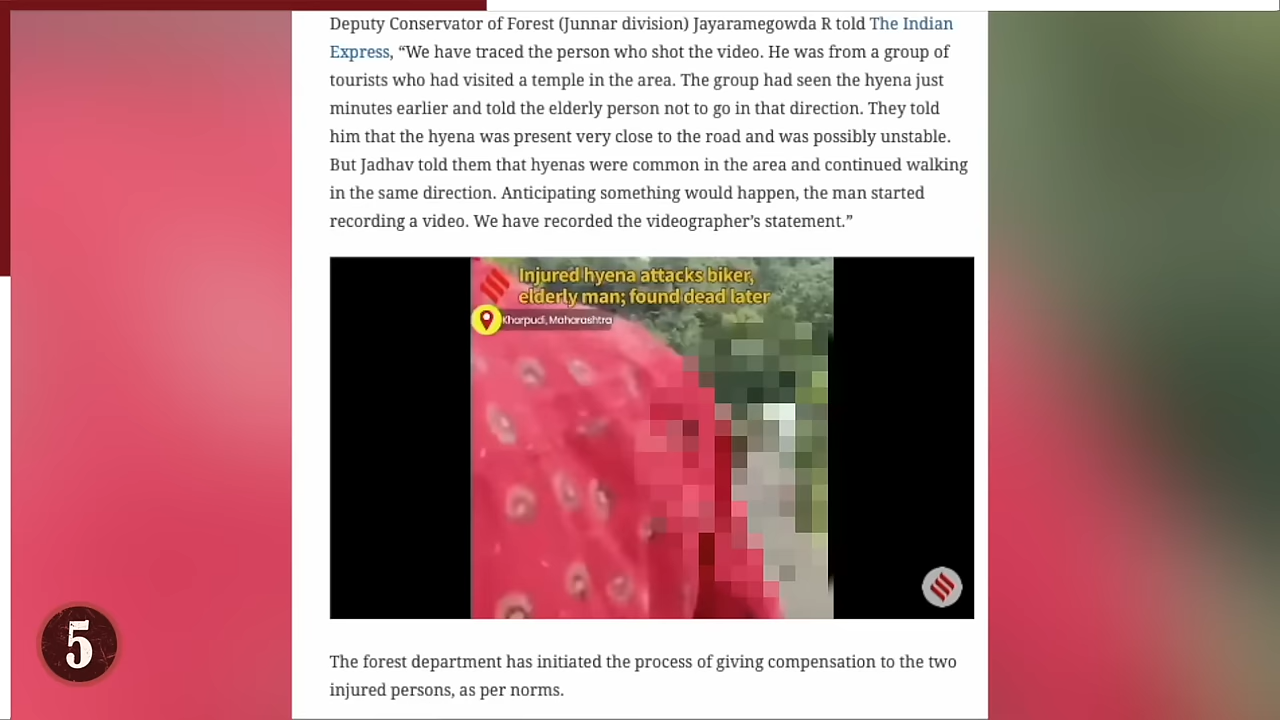 Deputy Conservator of Forest (Junnar division) Jayaramegowda R told The Indian
Express, “We have traced the person who shot the video. He was from a group of
tourists who had visited a temple in the area. The group had seen the hyena just
minutes earlier and told the elderly person not to go in that direction. They told
him that the hyena was present very close to the road and was possibly unstable.
But Jadhav told them that hyenas were common in the area and continued walking
in the same direction. Anticipating something would happen, the man started
recording a video. We have recorded the videographer’s statement.”
Injured hyena attacks biker,
elderly man; found dead later
Kharpudi, Maharashtra
5
The forest department has initiated the process of giving compensation to the two
injured persons, as per norms.